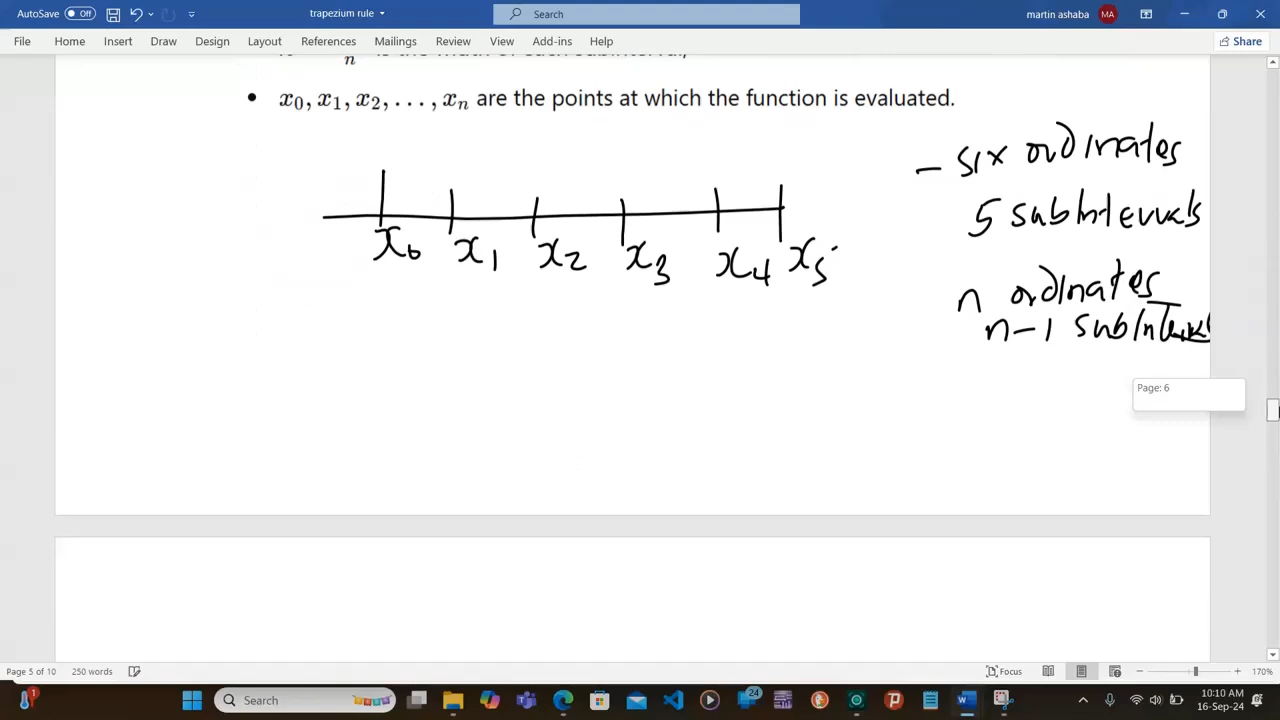 AutoSave Off
trapezium rule
Search
martin ashaba MA
File Home Insert Draw Design Layout References Mailings Review View Add-ins Help
Share
n
• x₀, x₁, x₂, . . . , xₙ are the points at which the function is evaluated.
– six ordinates
5 subintervals
x₀ x₁ x₂ x₃ x₄ x₅
n ordinates
n–1
Page: 6
Page 5 of 10 250 words
Focus
170%
1
Search
24
10:10 AM
16-Sep-24